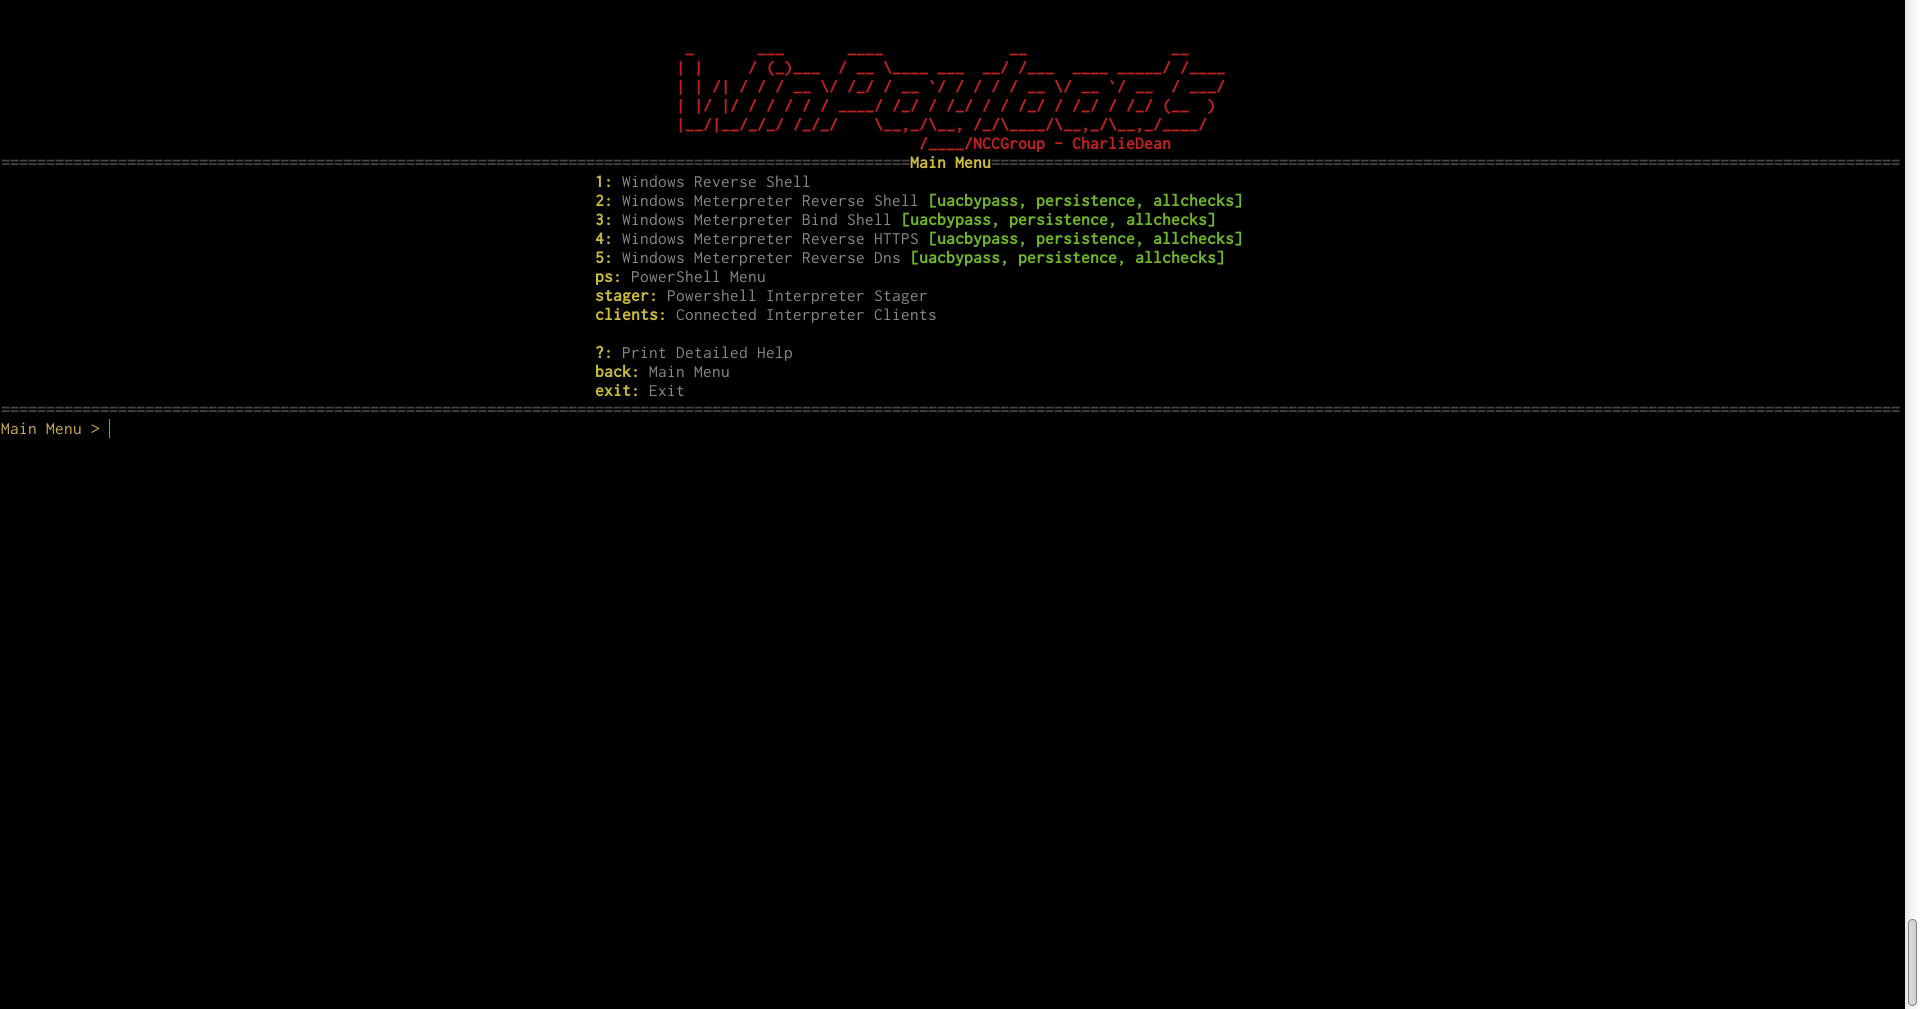 WinPayloads
/____/NCCGroup - CharlieDean
Main Menu
1: Windows Reverse Shell
2: Windows Meterpreter Reverse Shell [uacbypass, persistence, allchecks]
3: Windows Meterpreter Bind Shell [uacbypass, persistence, allchecks]
4: Windows Meterpreter Reverse HTTPS [uacbypass, persistence, allchecks]
5: Windows Meterpreter Reverse Dns [uacbypass, persistence, allchecks]
ps: PowerShell Menu
stager: Powershell Interpreter Stager
clients: Connected Interpreter Clients
?: Print Detailed Help
back: Main Menu
exit: Exit
Main Menu >